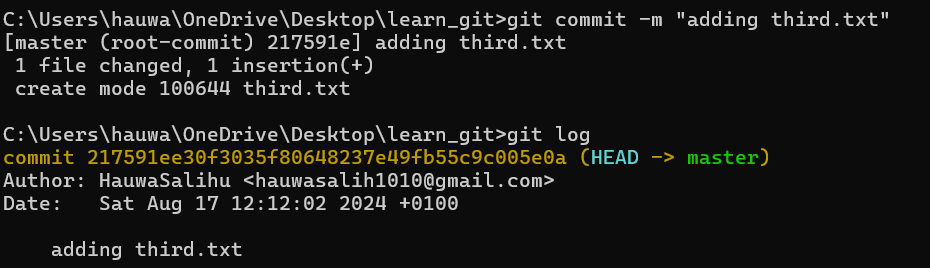 C:\Users\hauwa\OneDrive\Desktop\learn_git>git commit -m "adding third.txt"
[master (root-commit) 217591e] adding third.txt
 1 file changed, 1 insertion(+)
 create mode 100644 third.txt

C:\Users\hauwa\OneDrive\Desktop\learn_git>git log
commit 217591ee30f3035f80648237e49fb55c9c005e0a (HEAD -> master)
Author: HauwaSalihu <hauwasalih1010@gmail.com>
Date:   Sat Aug 17 12:12:02 2024 +0100

    adding third.txt